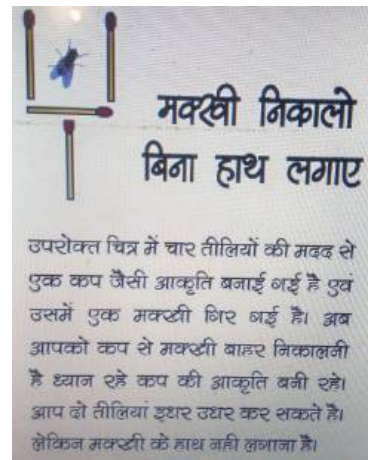 मक्खी निकालो
बिना हाथ लगाए
उपरोक्त चित्र में चार तीलियों की मदद से
एक कप जैसी आकृति बनाई गई है एवं
उसमें एक मक्खी गिर गई है। अब
आपको कप से मक्खी बाहर निकालनी
है ध्यान रहे कप की आकृति बनी रहे।
आप दो तीलियां इधर उधर कर सकते है।
लेकिन मक्खी के हाथ नही लगाना है।